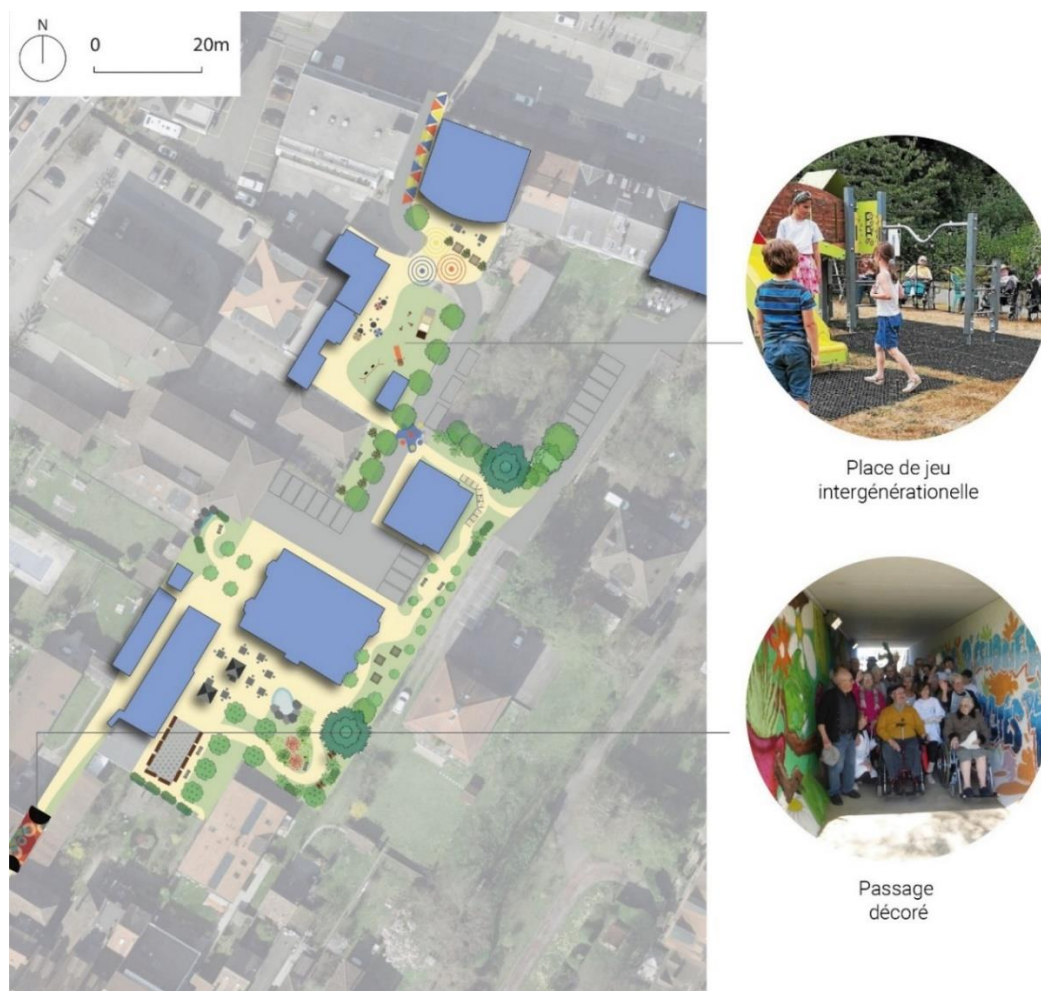 N
0 20m
Place de jeu
intergénérationelle
Passage
décoré